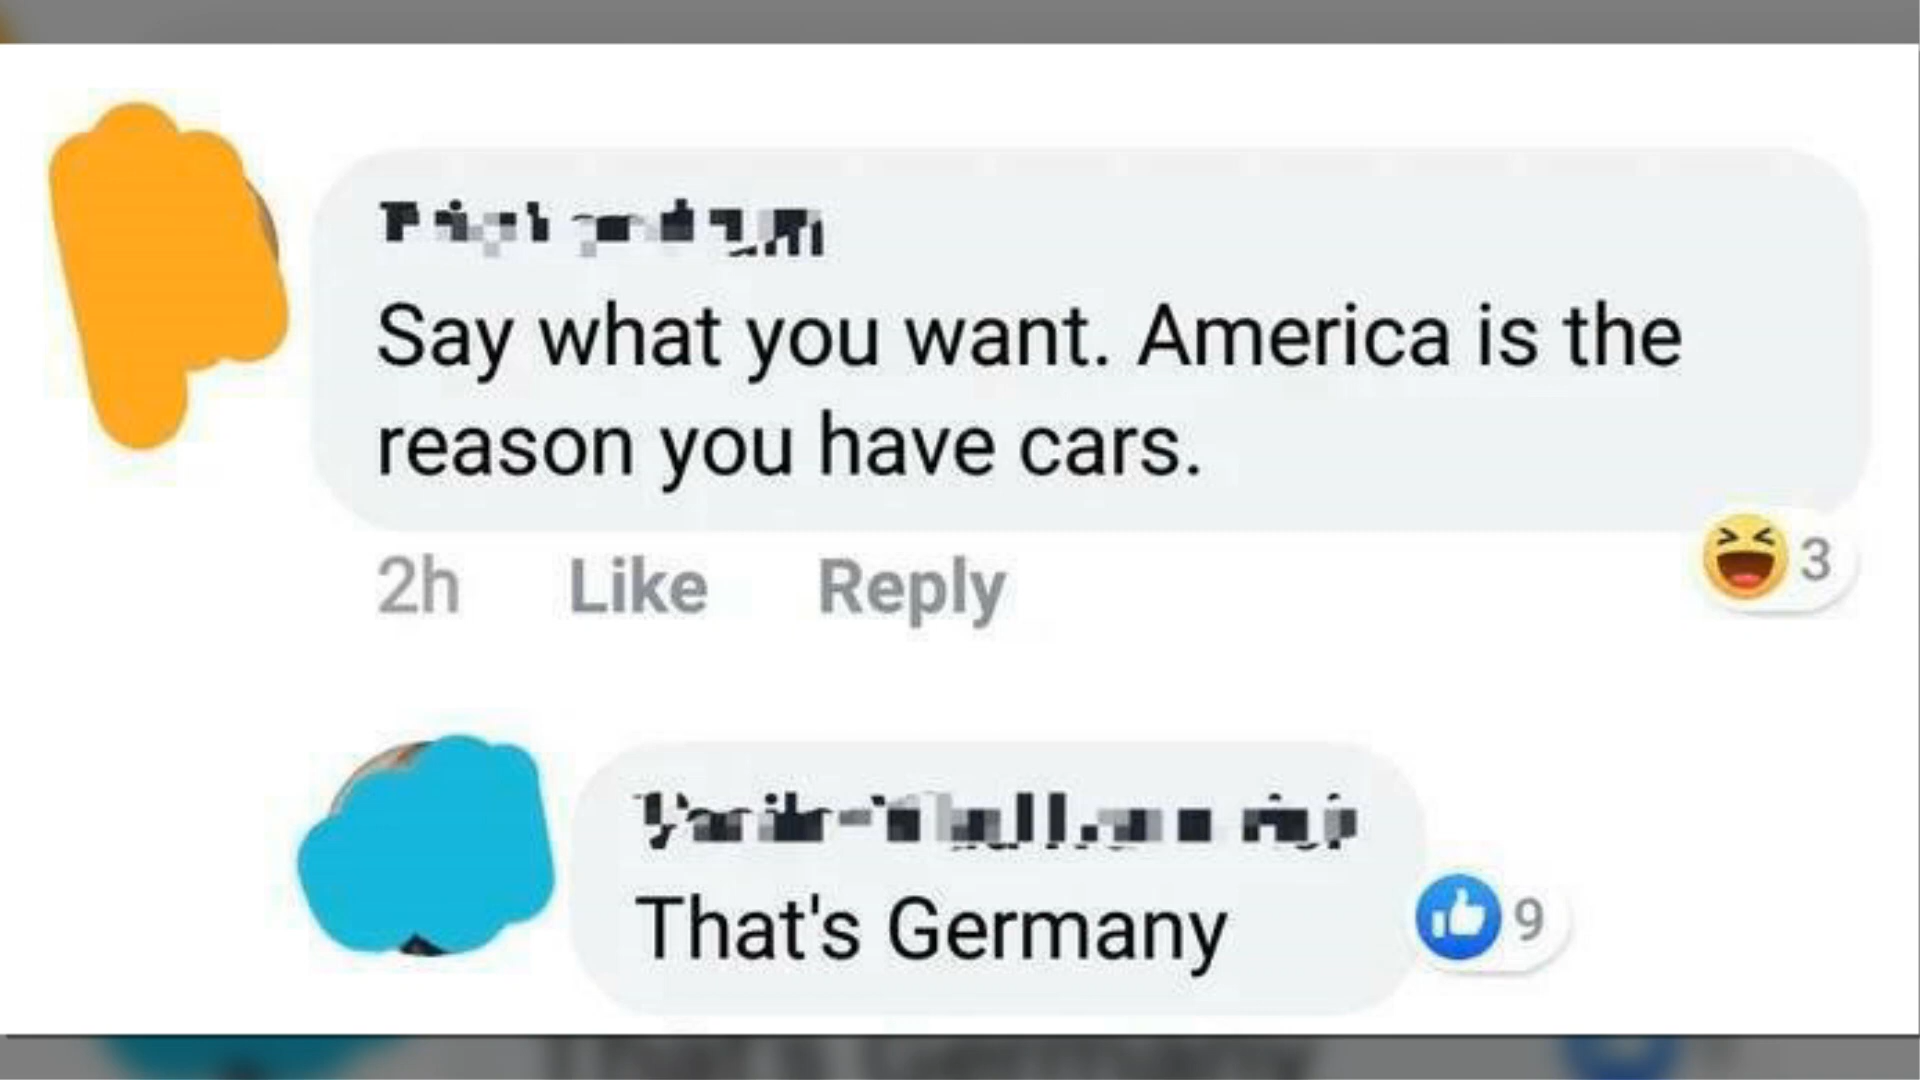 Say what you want. America is the
reason you have cars.
3
2h Like Reply
That's Germany
9